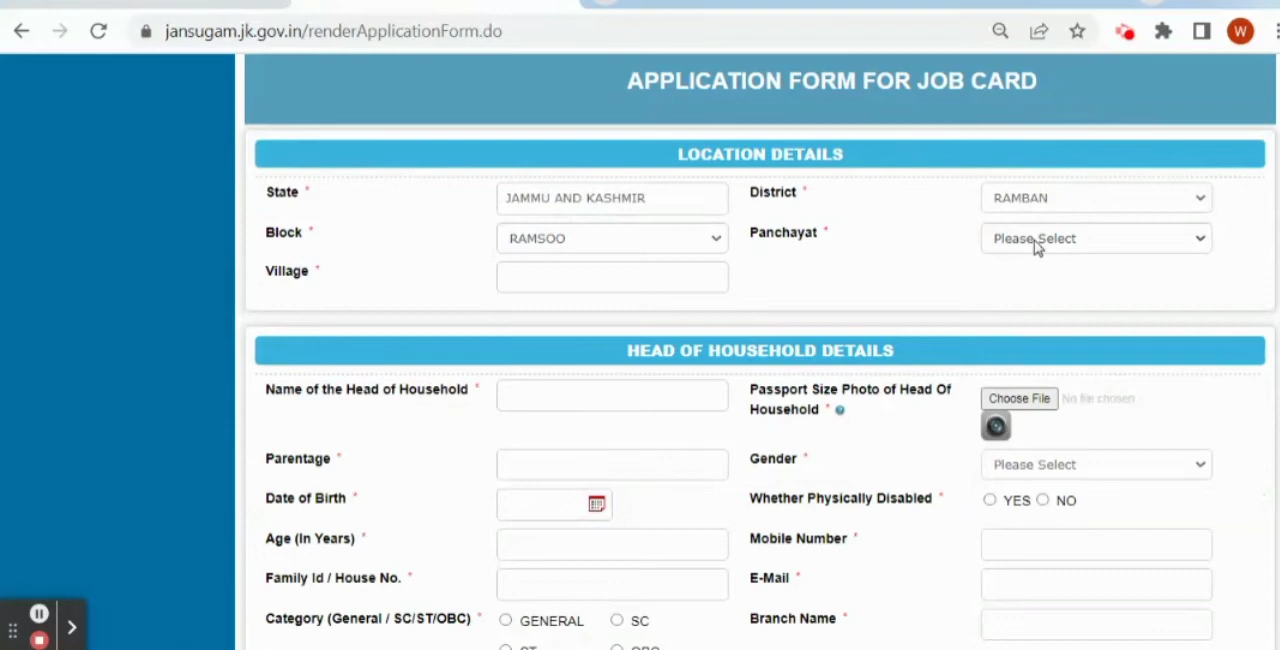 jansugam.jk.gov.in/renderApplicationForm.do
W
APPLICATION FORM FOR JOB CARD
LOCATION DETAILS
State * JAMMU AND KASHMIR District * RAMBAN
Block * RAMSOO Panchayat * Please Select
Village *
HEAD OF HOUSEHOLD DETAILS
Name of the Head of Household * Passport Size Photo of Head Of Choose File No file chosen
Household *
Parentage * Gender * Please Select
Date of Birth * Whether Physically Disabled * YES NO
Age (In Years) * Mobile Number *
Family Id / House No. * E-Mail *
Category (General / SC/ST/OBC) * GENERAL SC Branch Name *